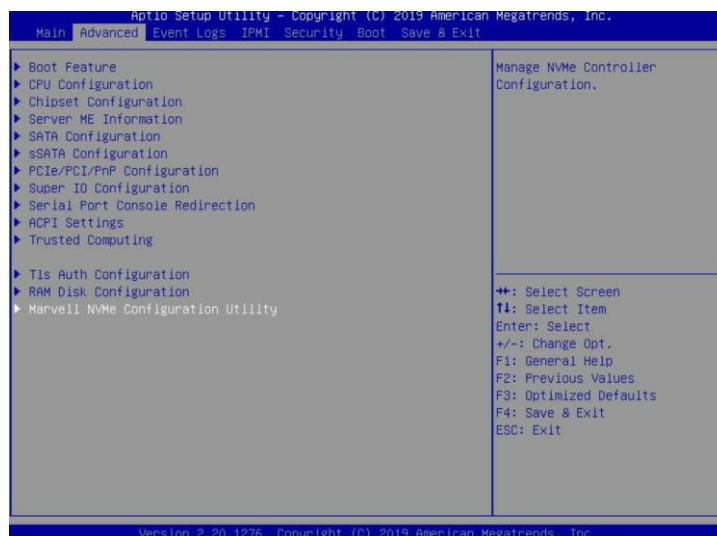 Aptio Setup Utility – Copyright (C) 2019 American Megatrends, Inc.
Main Advanced Event Logs IPMI Security Boot Save & Exit
Boot Feature
CPU Configuration
Chipset Configuration
Server ME Information
SATA Configuration
sSATA Configuration
PCIe/PCI/PnP Configuration
Super IO Configuration
Serial Port Console Redirection
ACPI Settings
Trusted Computing
Tls Auth Configuration
RAM Disk Configuration
Marvell NVMe Configuration Utility
Manage NVMe Controller
Configuration.
→←: Select Screen
↑↓: Select Item
Enter: Select
+/-: Change Opt.
F1: General Help
F2: Previous Values
F3: Optimized Defaults
F4: Save & Exit
ESC: Exit
Version 2.20.1276. Copyright (C) 2019 American Megatrends, Inc.